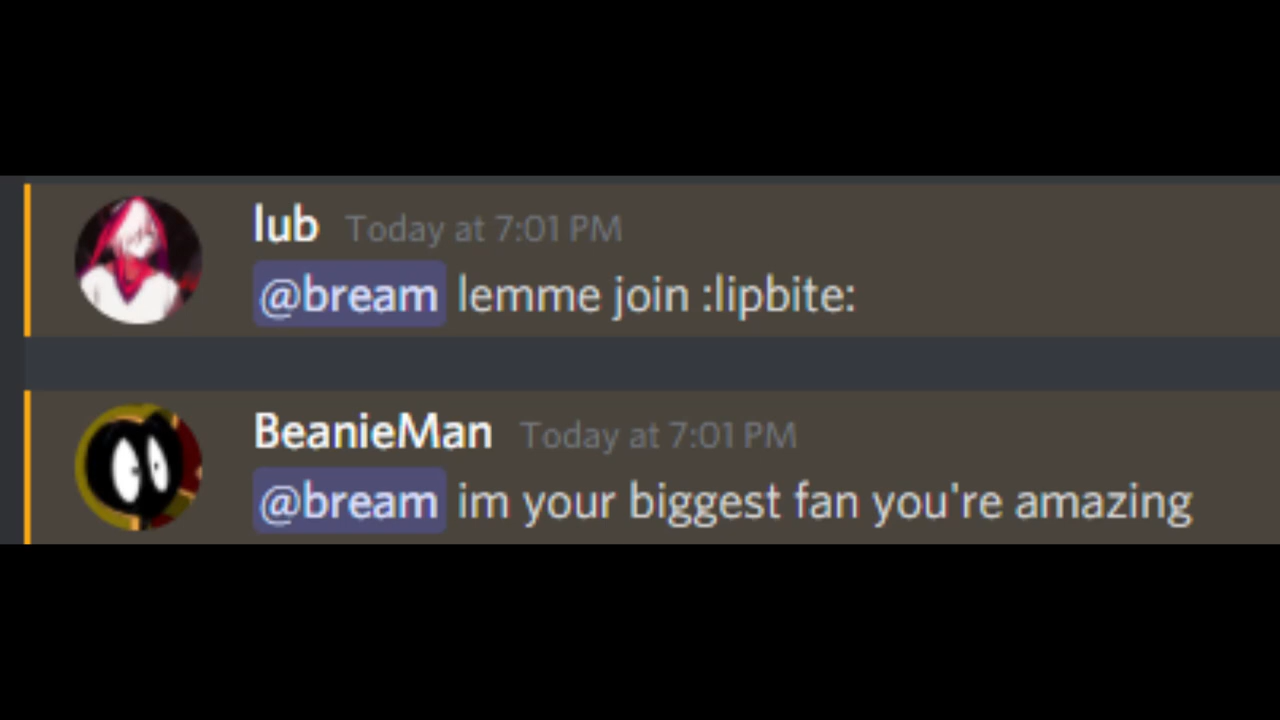 lub Today at 7:01 PM
@bream lemme join :lipbite:
BeanieMan Today at 7:01 PM
@bream im your biggest fan you're amazing